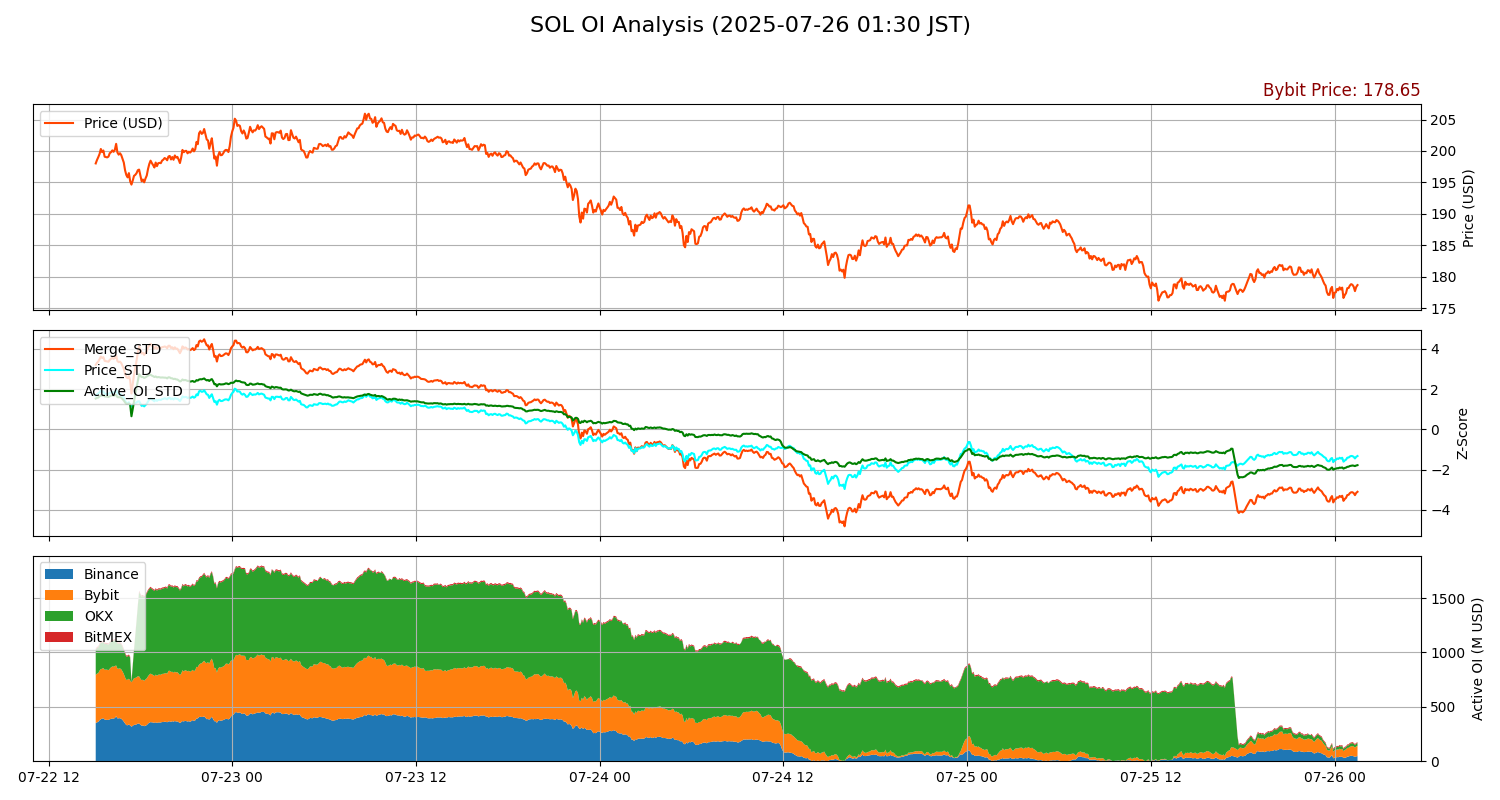 SOL OI Analysis (2025-07-26 01:30 JST)
Bybit Price: 178.65
Price (USD)
205
200
195
190
185
180
175
Price (USD)
Merge_STD
Price_STD
Active_OI_STD
4
2
0
−2
−4
Z-Score
Binance
Bybit
OKX
BitMEX
1500
1000
500
0
Active OI (M USD)
07-22 12
07-23 00
07-23 12
07-24 00
07-24 12
07-25 00
07-25 12
07-26 00